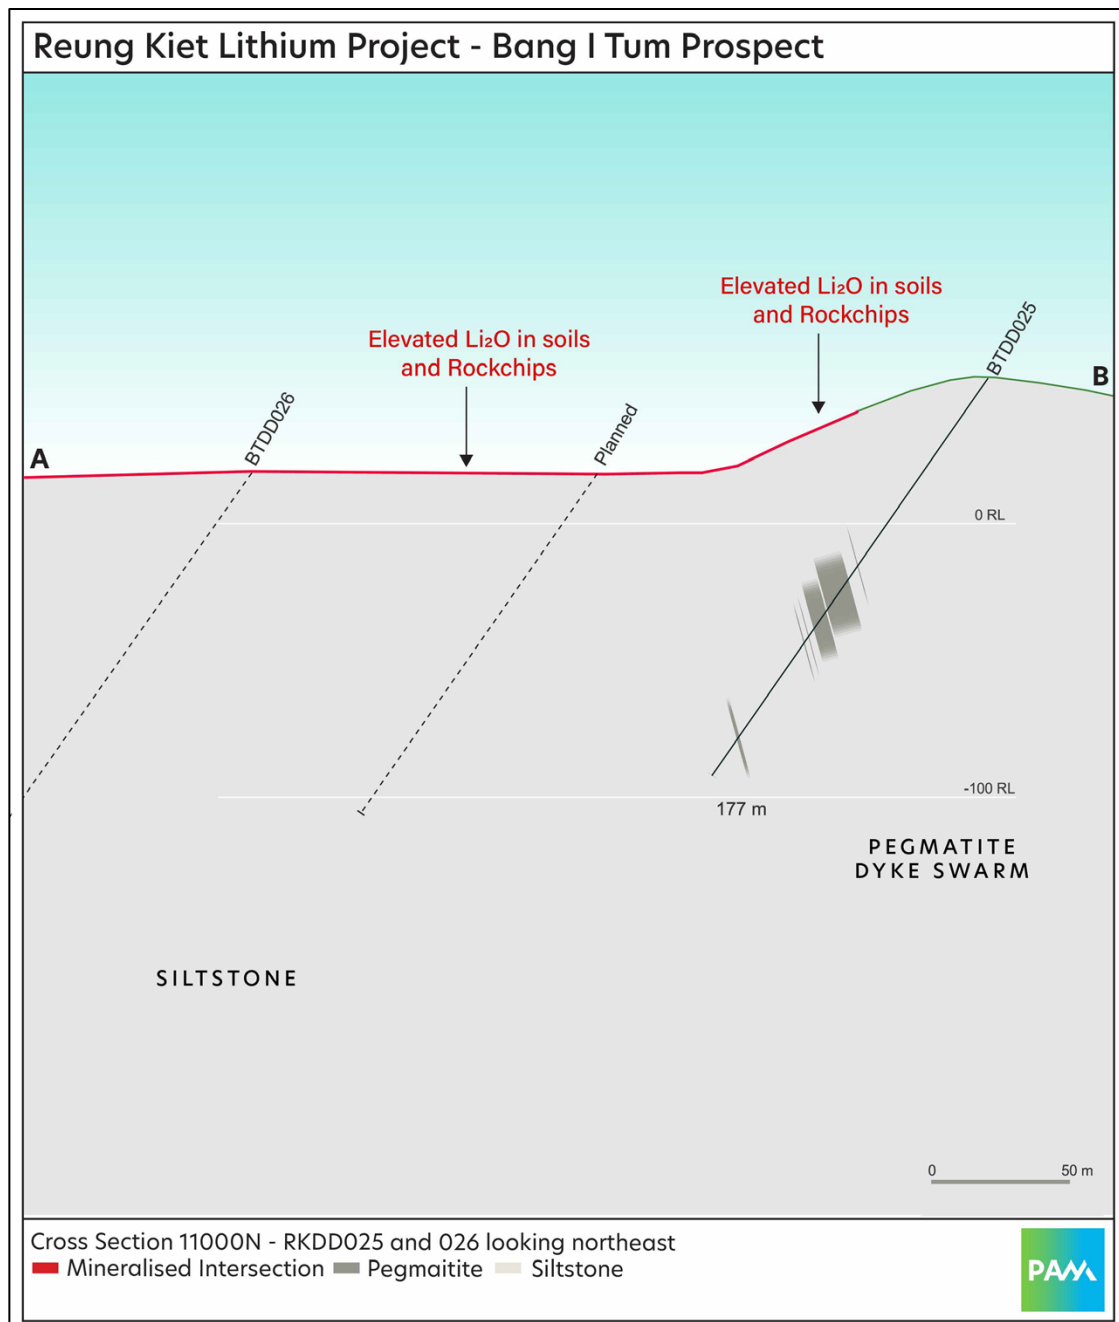 Reung Kiet Lithium Project - Bang I Tum Prospect
Elevated Li₂O in soils
and Rockchips
BTDD025
B
Elevated Li₂O in soils
and Rockchips
BTDD026
Planned
A
0 RL
-100 RL
177 m
PEGMATITE
DYKE SWARM
SILTSTONE
0 50 m
Cross Section 11000N - RKDD025 and 026 looking northeast
Mineralised Intersection Pegmaitite Siltstone
PAM